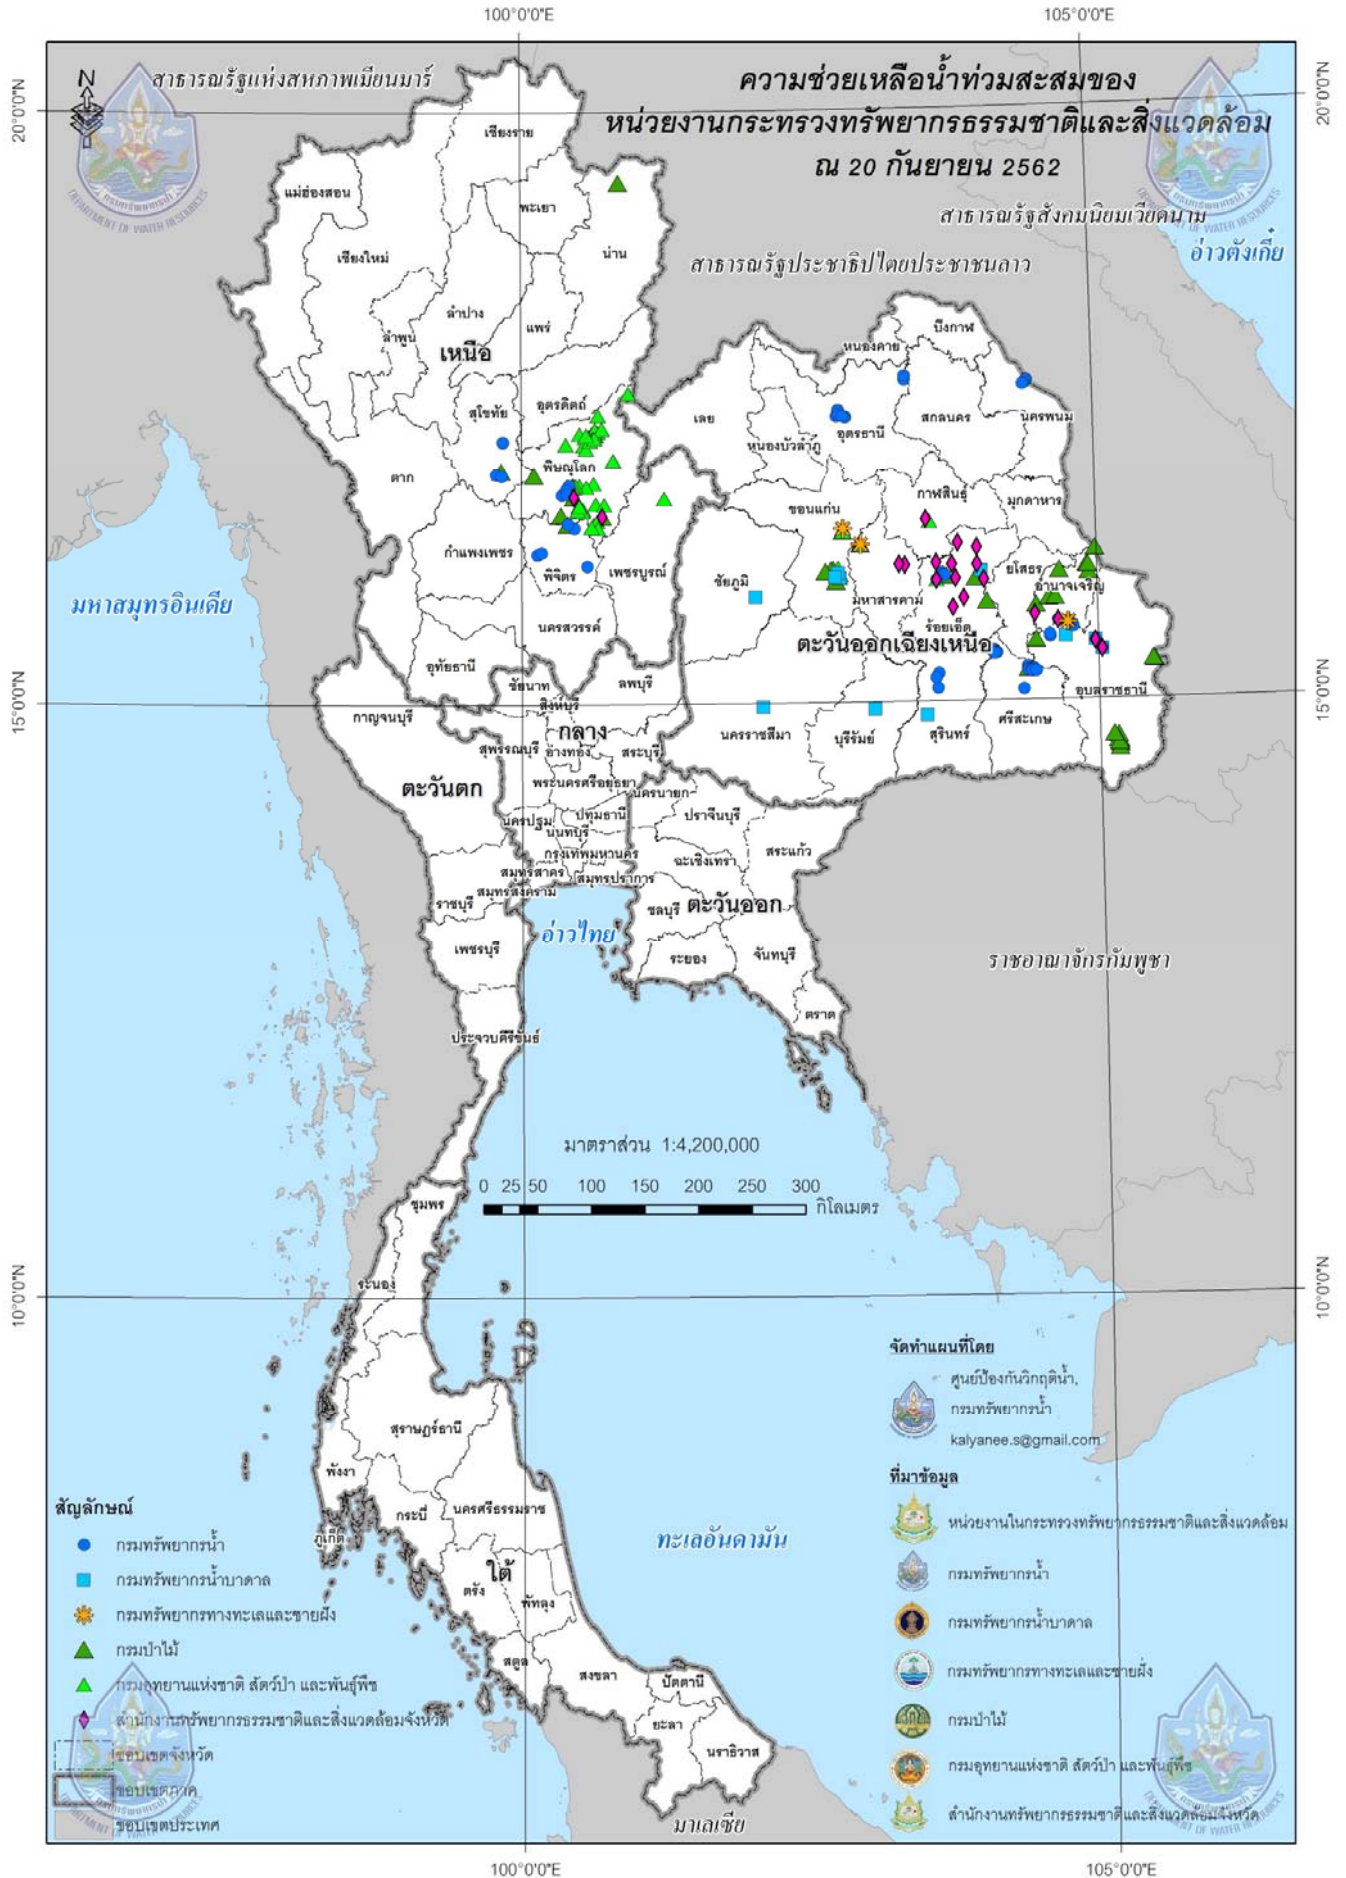 100°0'0"E 105°0'0"E
20°0'0"N 20°0'0"N
N
สาธารณรัฐแห่งสหภาพเมียนมาร์
ความช่วยเหลือน้ำท่วมสะสมของ
หน่วยงานกระทรวงทรัพยากรธรรมชาติและสิ่งแวดล้อม
ณ 20 กันยายน 2562
กรมทรัพยากรน้ำ
DEPARTMENT OF WATER RESOURCES
กรมทรัพยากรน้ำ
DEPARTMENT OF WATER RESOURCES
สาธารณรัฐสังคมนิยมเวียดนาม
อ่าวตังเกี๋ย
สาธารณรัฐประชาธิปไตยประชาชนลาว
เชียงราย
แม่ฮ่องสอน
พะเยา
น่าน
เชียงใหม่
ลำปาง
แพร่
ลำพูน
เหนือ
บึงกาฬ
หนองคาย
อุตรดิตถ์
สุโขทัย
เลย
อุดรธานี
สกลนคร
นครพนม
หนองบัวลำภู
ตาก
พิษณุโลก
กาฬสินธุ์
มุกดาหาร
ขอนแก่น
กำแพงเพชร
พิจิตร
เพชรบูรณ์
ชัยภูมิ
มหาสารคาม
ยโสธร
อำนาจเจริญ
ร้อยเอ็ด
มหาสมุทรอินเดีย
นครสวรรค์
ตะวันออกเฉียงเหนือ
อุทัยธานี
ชัยนาท
ลพบุรี
สิงห์บุรี
อุบลราชธานี
15°0'0"N 15°0'0"N
กาญจนบุรี
กลาง
นครราชสีมา
บุรีรัมย์
สุรินทร์
ศรีสะเกษ
สุพรรณบุรี
อ่างทอง
สระบุรี
ตะวันตก
พระนครศรีอยุธยา
นครนายก
นครปฐม
ปทุมธานี
ปราจีนบุรี
นนทบุรี
กรุงเทพมหานคร
ฉะเชิงเทรา
สระแก้ว
สมุทรสาคร
สมุทรปราการ
สมุทรสงคราม
ราชบุรี
ชลบุรี
ตะวันออก
อ่าวไทย
เพชรบุรี
ระยอง
จันทบุรี
ราชอาณาจักรกัมพูชา
ตราด
ประจวบคีรีขันธ์
มาตราส่วน 1:4,200,000
0 25 50 100 150 200 250 300
กิโลเมตร
ชุมพร
ระนอง
10°0'0"N 10°0'0"N
สุราษฎร์ธานี
พังงา
กระบี่
นครศรีธรรมราช
ภูเก็ต
ทะเลอันดามัน
ใต้
ตรัง
พัทลุง
สตูล
สงขลา
ปัตตานี
ยะลา
นราธิวาส
มาเลเซีย
จัดทำแผนที่โดย
ศูนย์ป้องกันวิกฤติน้ำ,
กรมทรัพยากรน้ำ
kalyanee.s@gmail.com
ที่มาข้อมูล
หน่วยงานในกระทรวงทรัพยากรธรรมชาติและสิ่งแวดล้อม
กรมทรัพยากรน้ำ
กรมทรัพยากรน้ำบาดาล
กรมทรัพยากรทางทะเลและชายฝั่ง
กรมป่าไม้
กรมอุทยานแห่งชาติ สัตว์ป่า และพันธุ์พืช
สำนักงานทรัพยากรธรรมชาติและสิ่งแวดล้อมจังหวัด
สัญลักษณ์
กรมทรัพยากรน้ำ
กรมทรัพยากรน้ำบาดาล
กรมทรัพยากรทางทะเลและชายฝั่ง
กรมป่าไม้
กรมอุทยานแห่งชาติ สัตว์ป่า และพันธุ์พืช
สำนักงานทรัพยากรธรรมชาติและสิ่งแวดล้อมจังหวัด
ขอบเขตจังหวัด
ขอบเขตภาค
ขอบเขตประเทศ
100°0'0"E 105°0'0"E